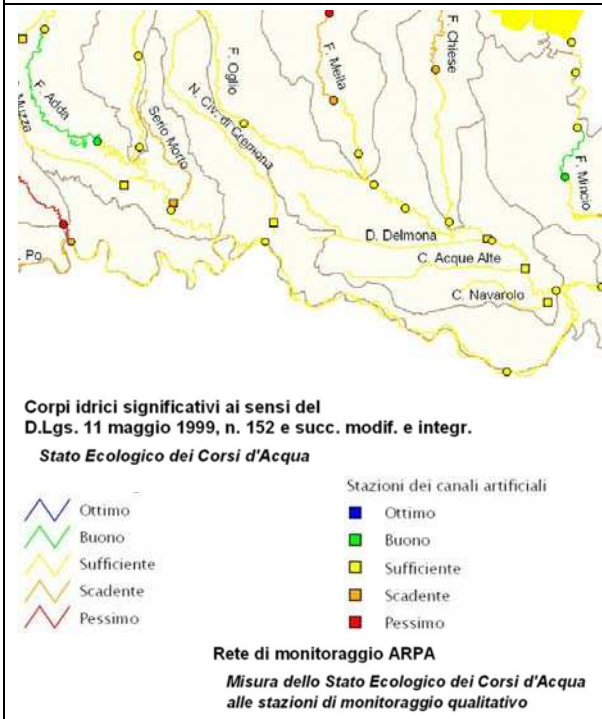 F. Adda
Muzza
Serio Morto
F. Oglio
N. Civ. di Cremona
F. Mella
F. Chiese
F. Mincio
Po
D. Delmona
C. Acque Alte
C. Navarolo
Corpi idrici significativi ai sensi del
D.Lgs. 11 maggio 1999, n. 152 e succ. modif. e integr.
Stato Ecologico dei Corsi d'Acqua
Ottimo
Buono
Sufficiente
Scadente
Pessimo
Stazioni dei canali artificiali
Ottimo
Buono
Sufficiente
Scadente
Pessimo
Rete di monitoraggio ARPA
Misura dello Stato Ecologico dei Corsi d'Acqua
alle stazioni di monitoraggio qualitativo